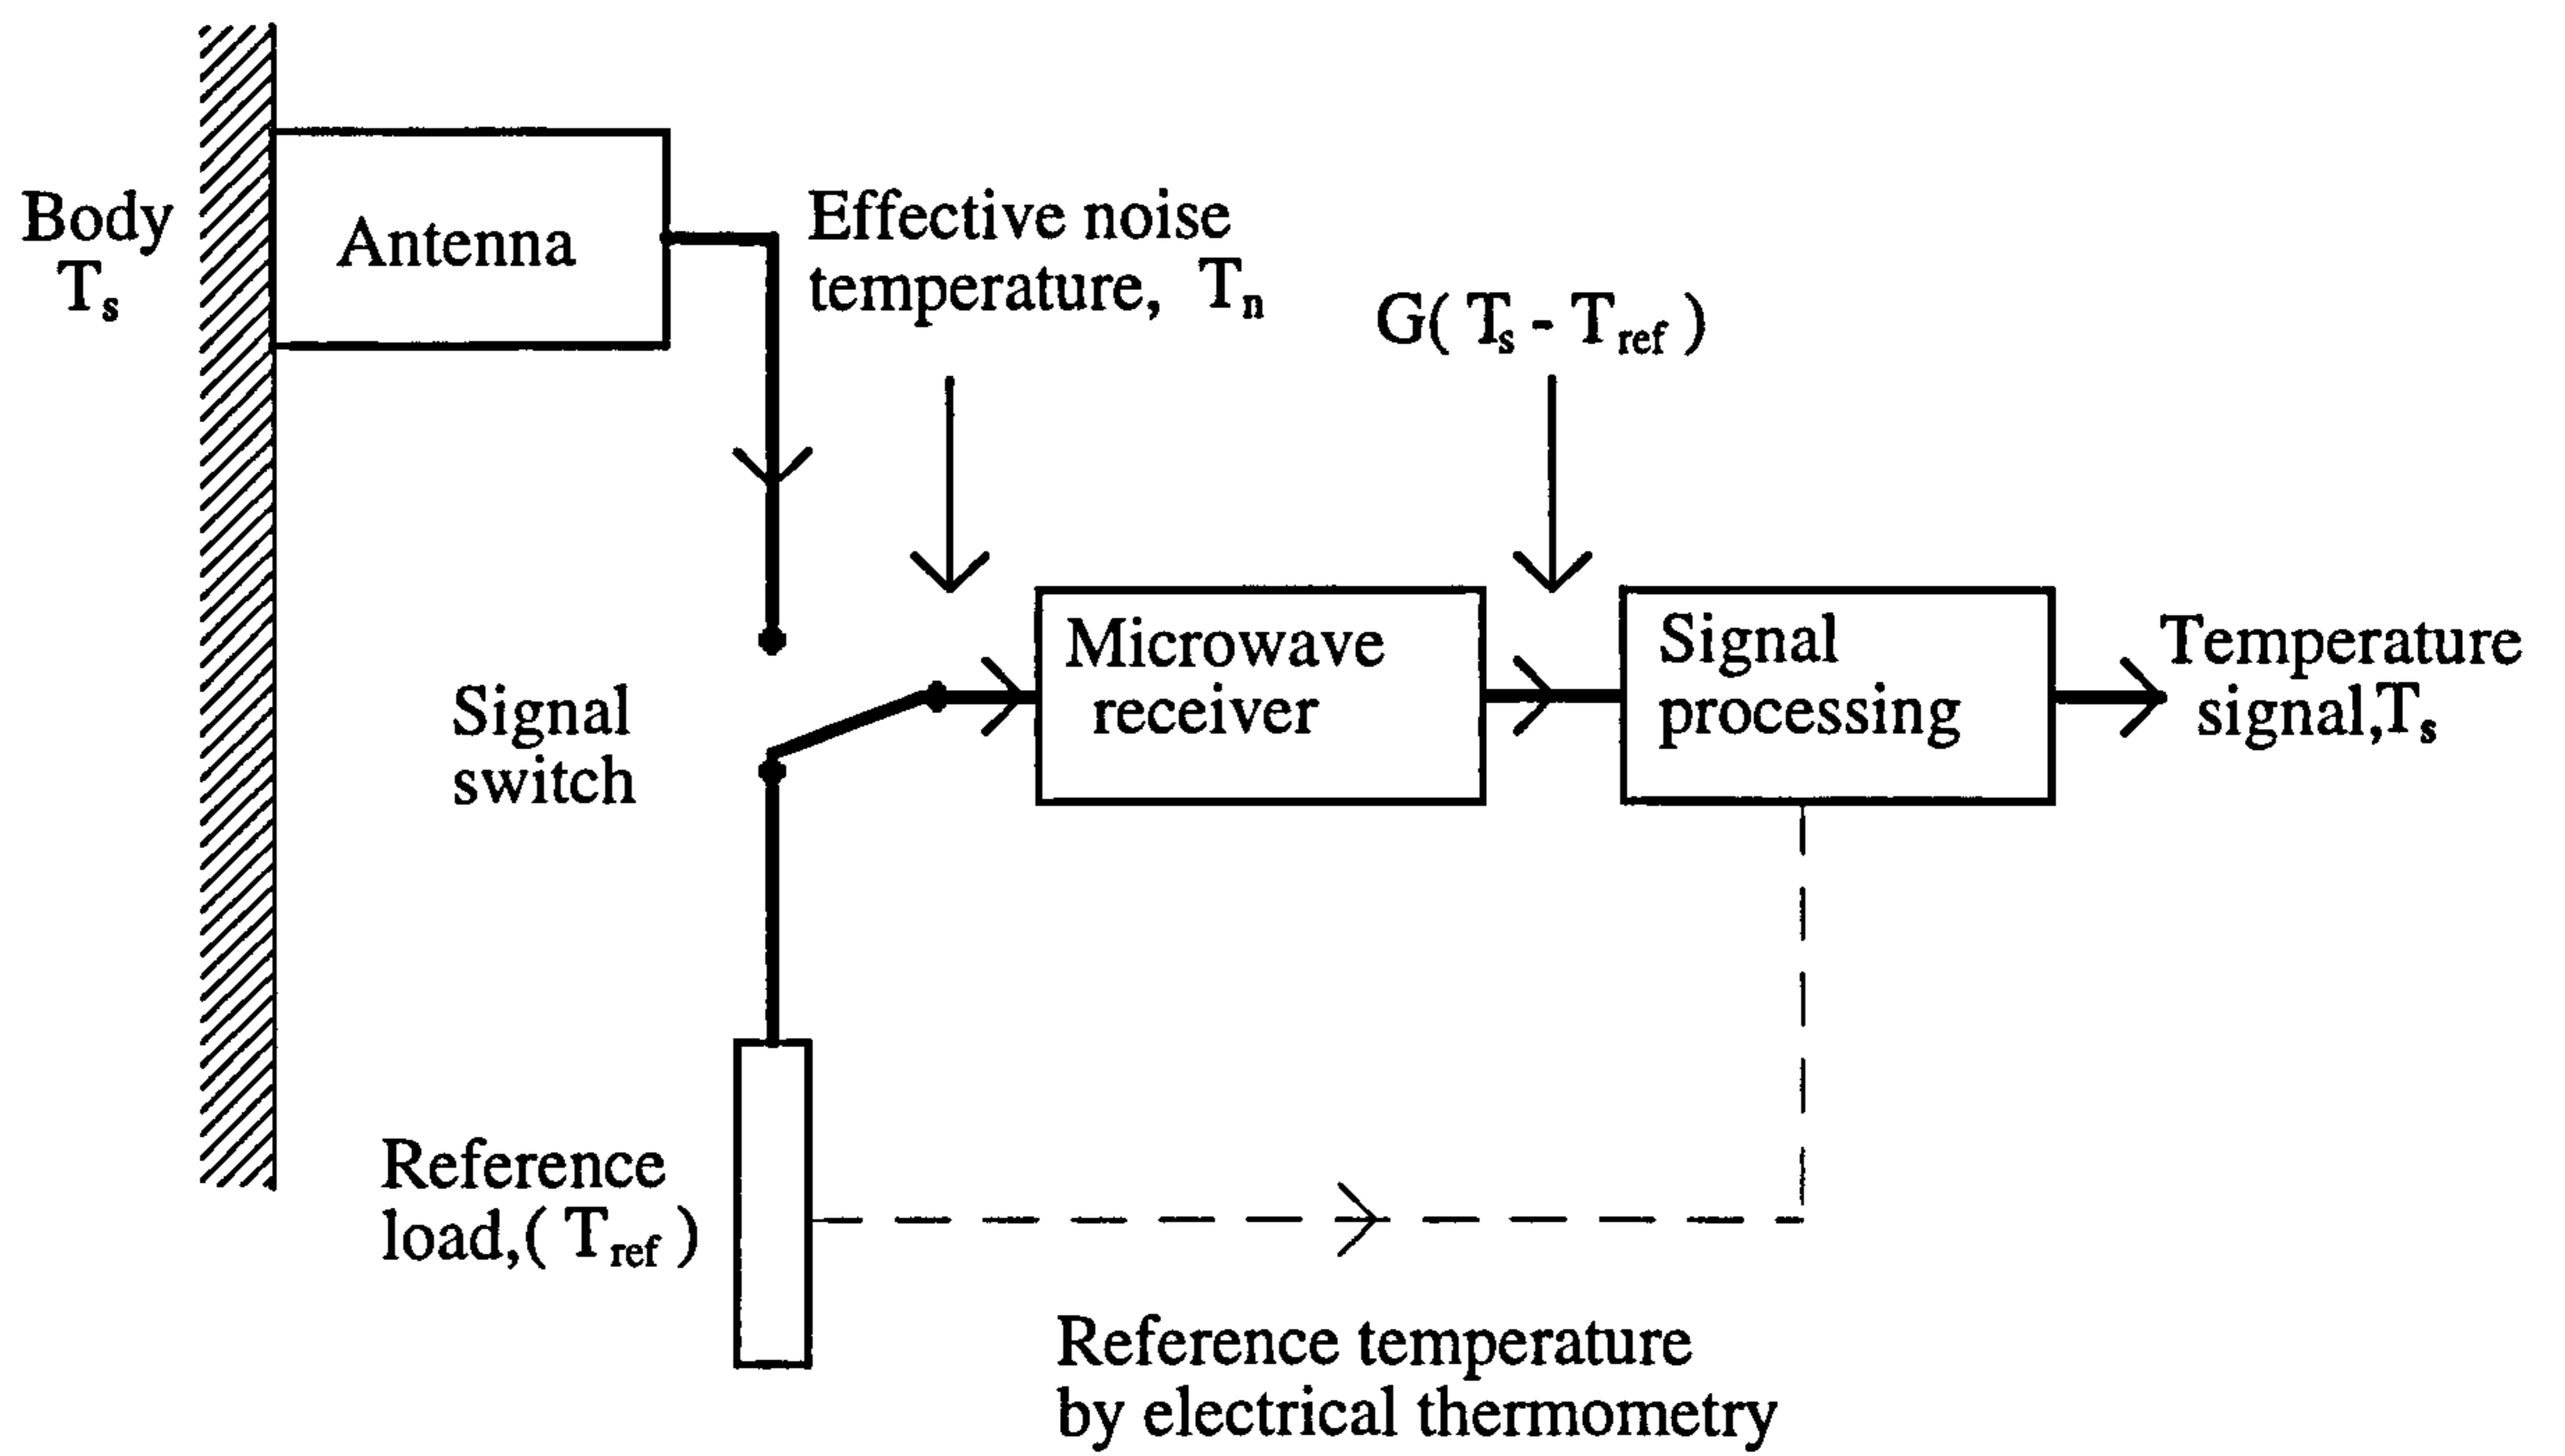 Body
Ts
Antenna
Effective noise
temperature, Tn
G( Ts - Tref )
Signal
switch
Microwave
receiver
Signal
processing
Temperature
signal,Ts
Reference
load,( Tref )
Reference temperature
by electrical thermometry